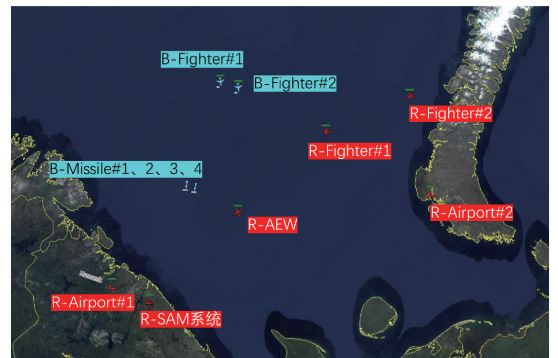 B-Fighter#1
B-Fighter#2
R-Fighter#2
R-Fighter#1
B-Missile#1、2、3、4
R-Airport#2
R-AEW
R-Airport#1
R-SAM系统